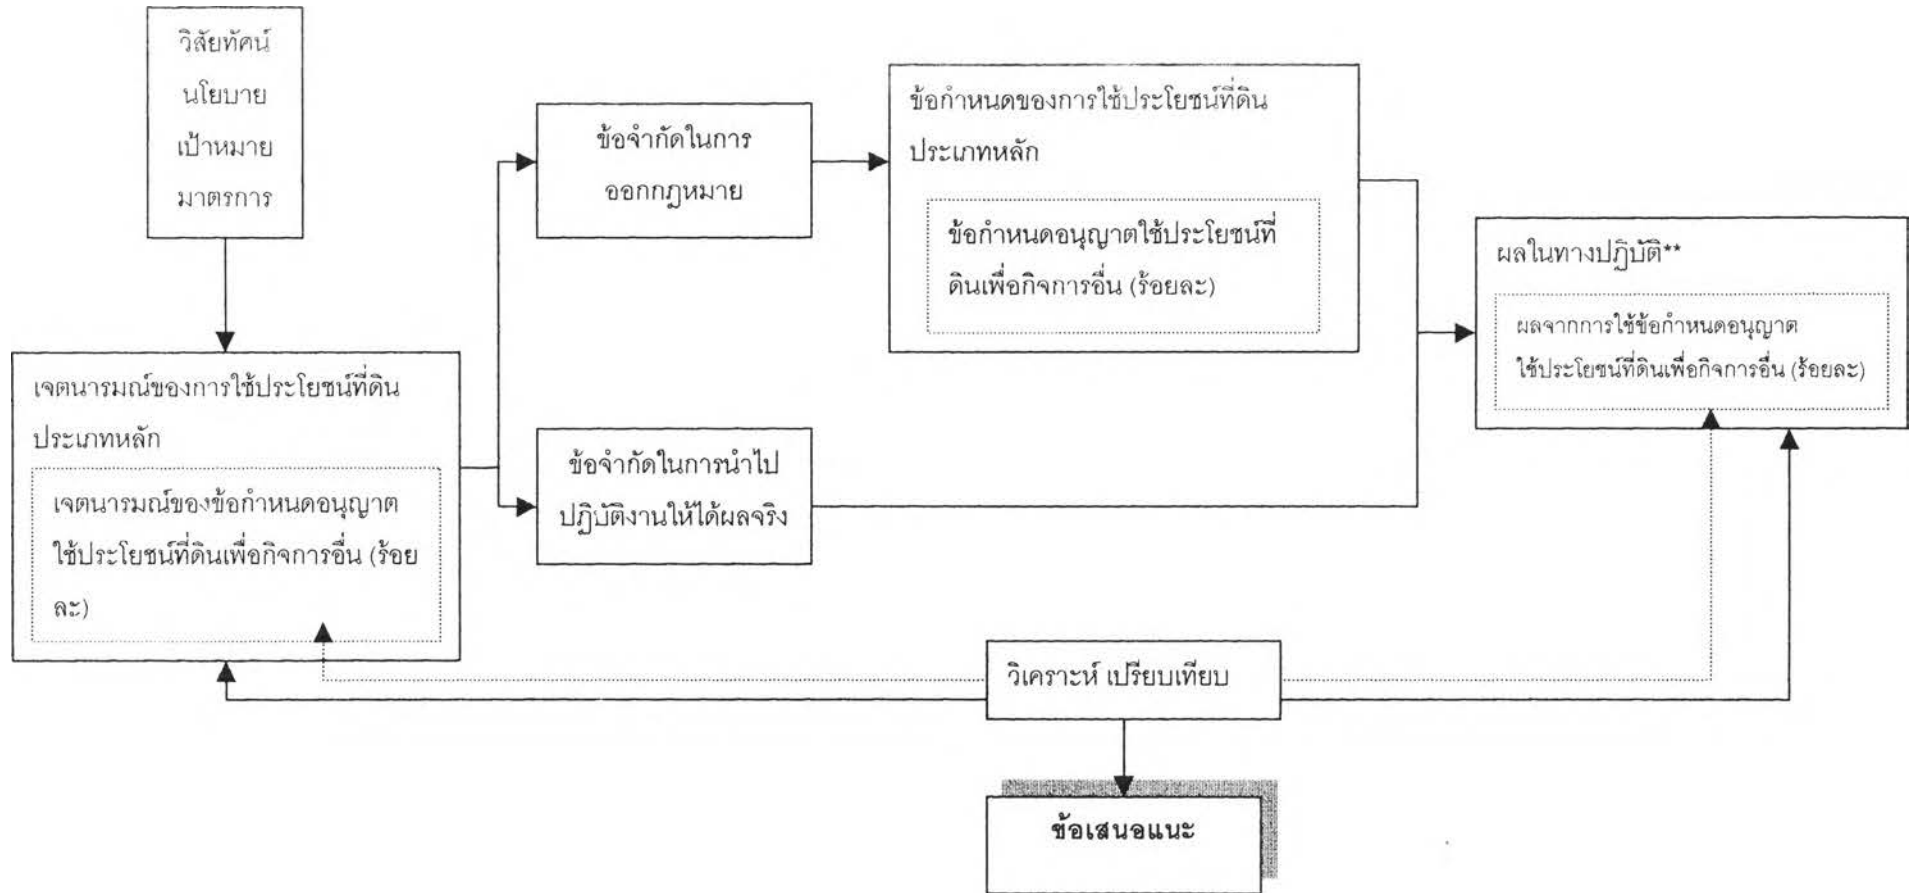 วิสัยทัศน์
นโยบาย
เป้าหมาย
มาตรการ
เจตนารมณ์ของการใช้ประโยชน์ที่ดิน
ประเภทหลัก
เจตนารมณ์ของข้อกำหนดอนุญาต
ใช้ประโยชน์ที่ดินเพื่อกิจการอื่น (ร้อย
ละ)
ข้อจำกัดในการ
ออกกฎหมาย
ข้อจำกัดในการนำไป
ปฏิบัติงานให้ได้ผลจริง
ข้อกำหนดของการใช้ประโยชน์ที่ดิน
ประเภทหลัก
ข้อกำหนดอนุญาตใช้ประโยชน์ที่
ดินเพื่อกิจการอื่น (ร้อยละ)
ผลในทางปฏิบัติ**
ผลจากการใช้ข้อกำหนดอนุญาต
ใช้ประโยชน์ที่ดินเพื่อกิจการอื่น (ร้อยละ)
วิเคราะห์ เปรียบเทียบ
ข้อเสนอแนะ